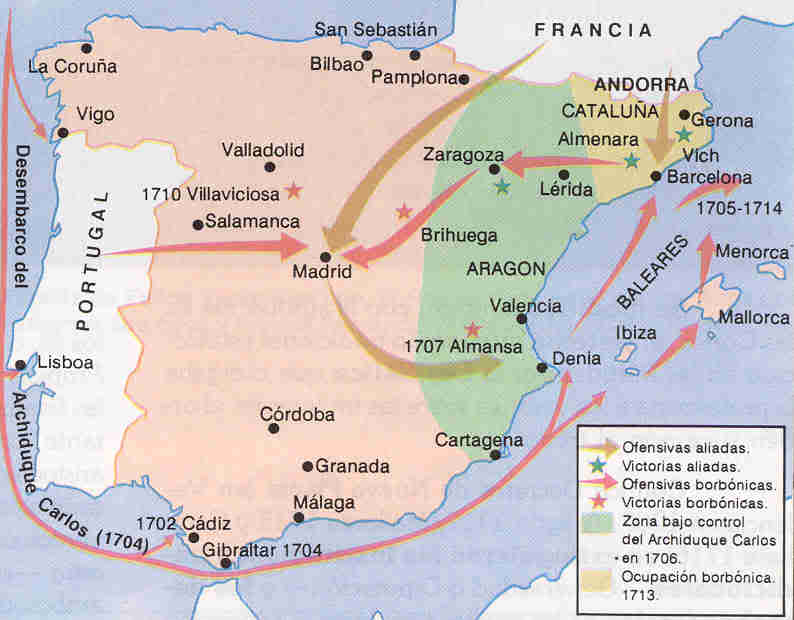 FRANCIA
San Sebastián
La Coruña
Bilbao
Pamplona
ANDORRA
CATALUÑA
Gerona
Vigo
Almenara
Vich
Valladolid
Zaragoza
Lérida
Barcelona
1710 Villaviciosa
1705-1714
Salamanca
Brihuega
PORTUGAL
Madrid
ARAGON
BALEARES
Menorca
Valencia
Mallorca
1707 Almansa
Ibiza
Denia
Lisboa
Córdoba
Cartagena
Granada
Málaga
1702 Cádiz
Gibraltar 1704
Desembarco del
Archiduque
Carlos (1704)
Ofensivas aliadas.
Victorias aliadas.
Ofensivas borbónicas.
Victorias borbónicas.
Zona bajo control
del Archiduque Carlos
en 1706.
Ocupación borbónica.
1713.